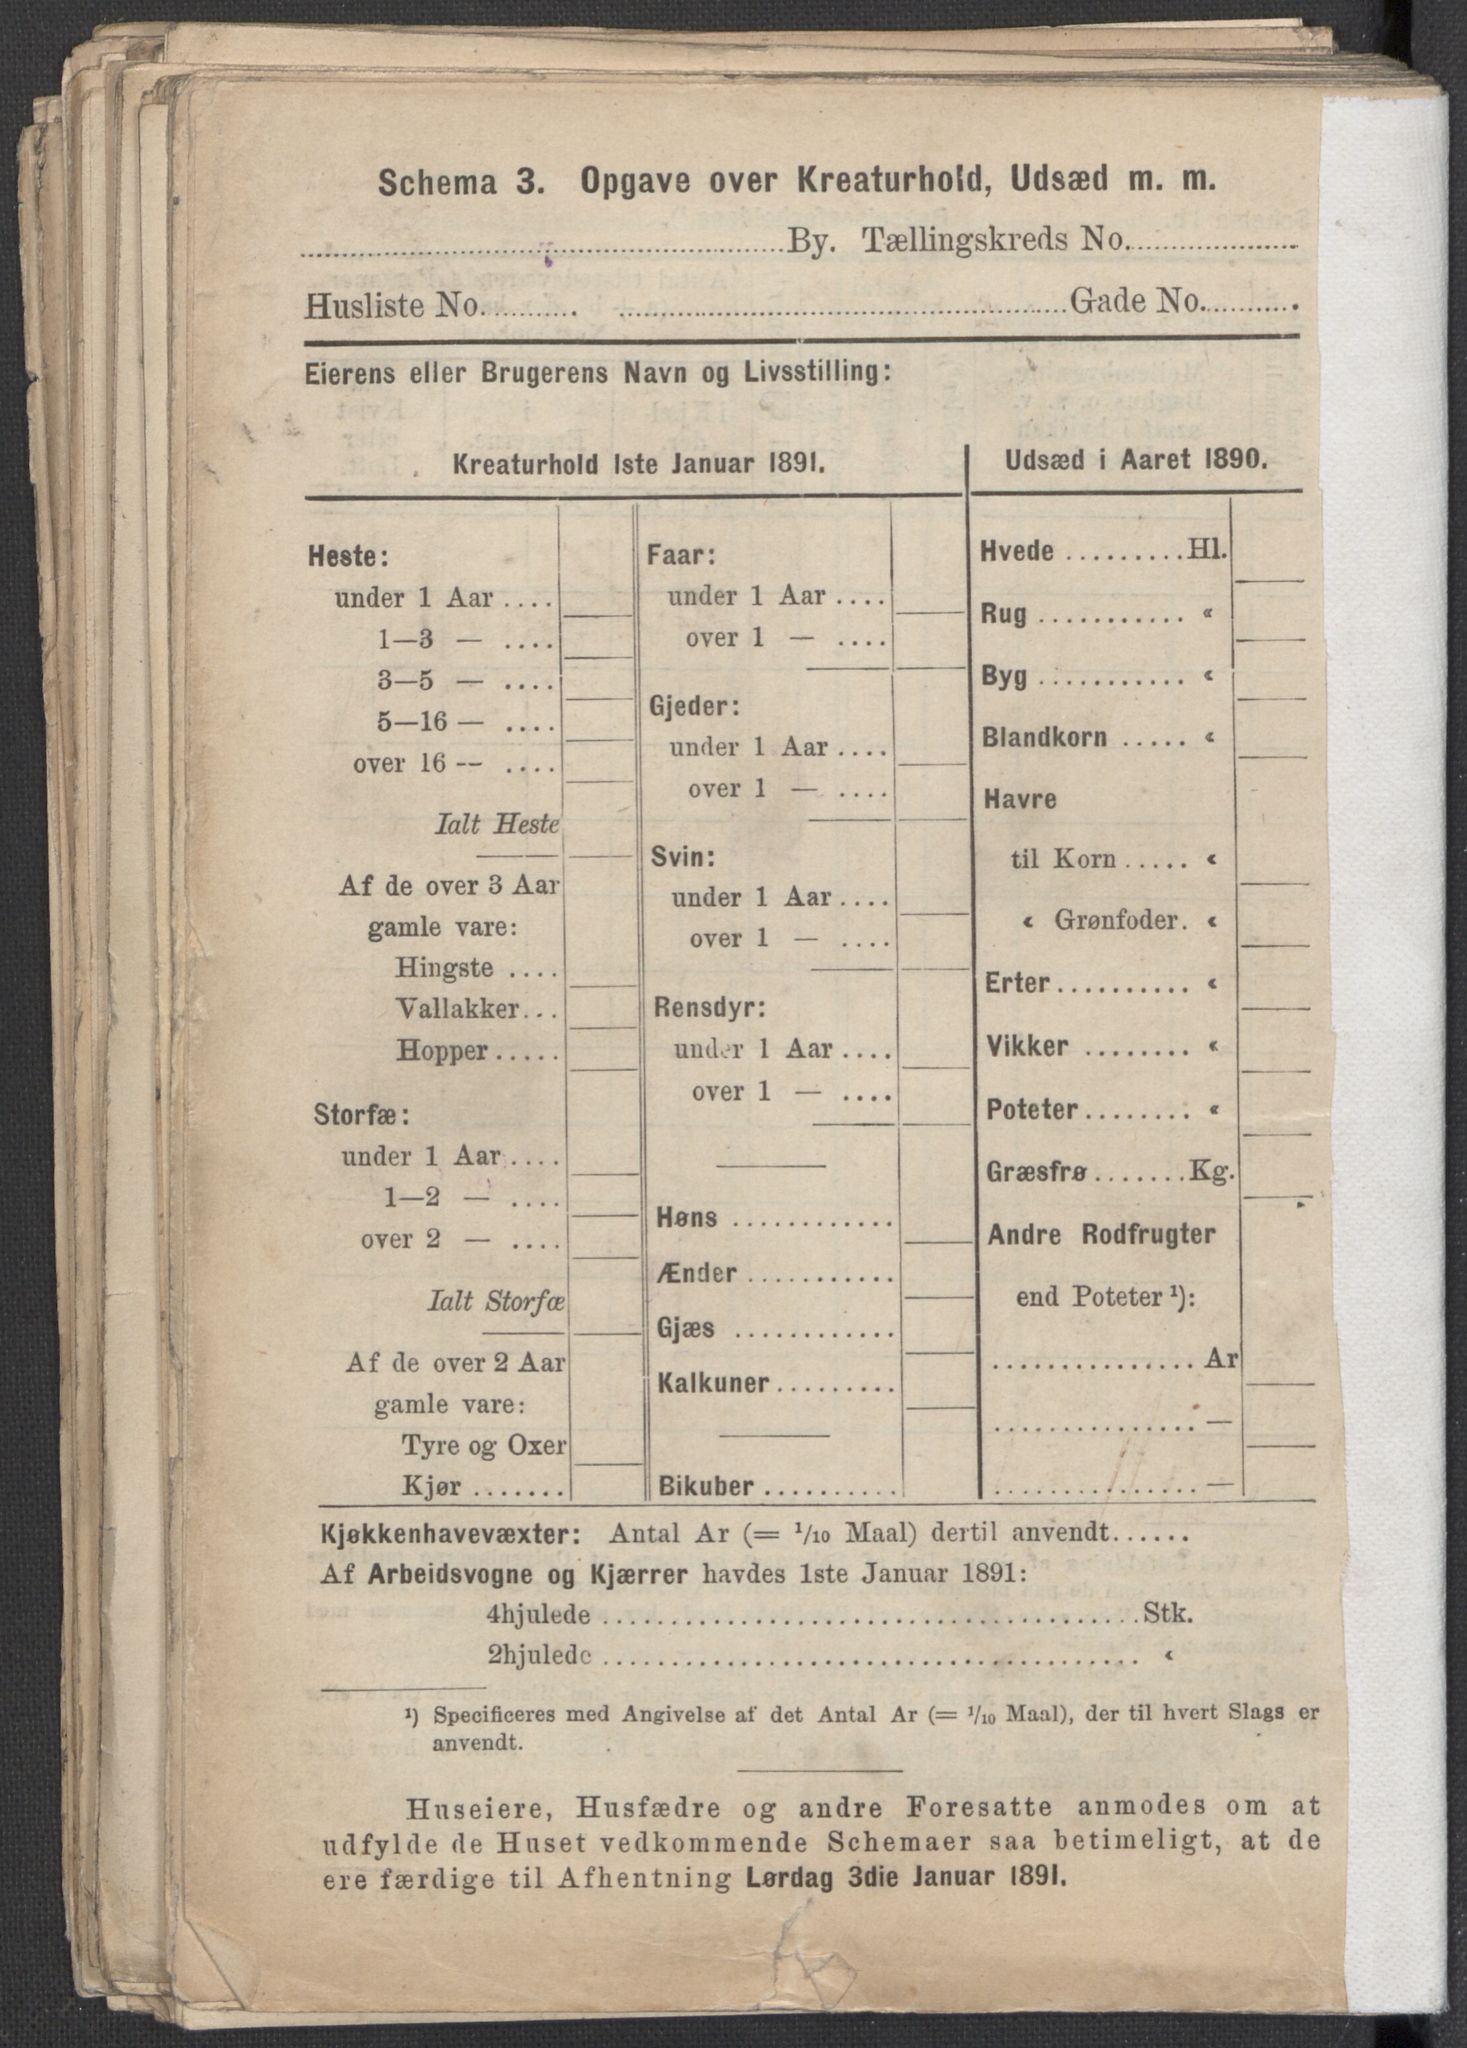 Schema 3. Opgave over Kreaturhold, Udsæd m. m.
By. Tællingskreds No.
Husliste No. Gade No.
Eierens eller Brugerens Navn og Livsstilling:
Kreaturhold 1ste Januar 1891.
Heste:
under 1 Aar ....
1—3 — ....
3—5 — ....
5—16 — ....
over 16 -- ....
Ialt Heste
Af de over 3 Aar
gamle vare:
Hingste ....
Vallakker...
Hopper.....
Storfæ:
under 1 Aar ....
1—2 — ....
over 2 — ....
Ialt Storfæ
Af de over 2 Aar
gamle vare:
Tyre og Oxer
Kjør .......
Faar:
under 1 Aar ....
over 1 — ....
Gjeder:
under 1 Aar ....
over 1 — ....
Svin:
under 1 Aar ....
over 1 — ....
Rensdyr:
under 1 Aar ....
over 1 — ....
Høns ............
Ænder ...........
Gjæs ............
Kalkuner.........
Bikuber ..........
Udsæd i Aaret 1890.
Hvede .........Hl.
Rug ........... «
Byg ........... «
Blandkorn ..... «
Havre
til Korn ..... «
« Grønfoder. «
Erter.......... «
Vikker ........ «
Poteter........ «
Græsfrø.......Kg.
Andre Rodfrugter
end Poteter ¹):
............... Ar
............... —
............... —
Kjøkkenhavevæxter: Antal Ar (= 1/10 Maal) dertil anvendt......
Af Arbeidsvogne og Kjærrer havdes 1ste Januar 1891:
4hjulede ........................................Stk.
2hjulede ........................................ «
¹) Specificeres med Angivelse af det Antal Ar (= 1/10 Maal), der til hvert Slags er
anvendt.
Huseiere, Husfædre og andre Foresatte anmodes om at
udfylde de Huset vedkommende Schemaer saa betimeligt, at de
ere færdige til Afhentning Lørdag 3die Januar 1891.